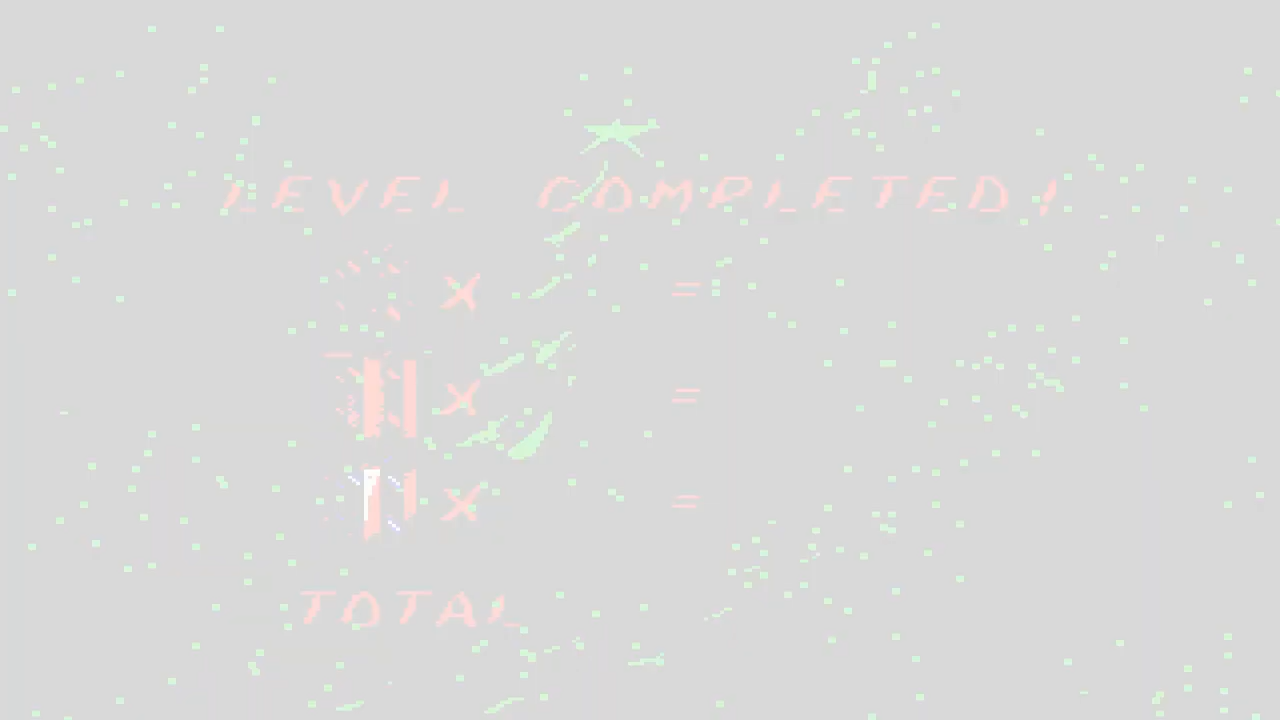 LEVEL COMPLETED!
X =
X =
X =
TOTAL